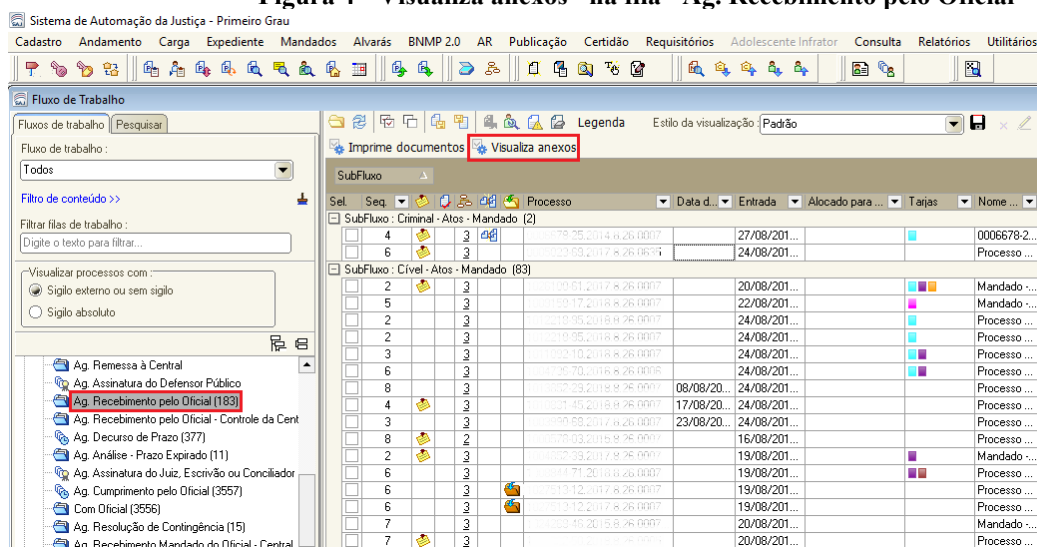 Figura 4 - "Visualiza anexos" na fila "Ag. Recebimento pelo Oficial"
Sistema de Automação da Justiça - Primeiro Grau
Cadastro Andamento Carga Expediente Mandados Alvarás BNMP 2.0 AR Publicação Certidão Requisitórios Adolescente Infrator Consulta Relatórios Utilitários
Fluxo de Trabalho
Fluxos de trabalho Pesquisar
Legenda Estilo da visualização : Padrão
Fluxo de trabalho :
Imprime documentos Visualiza anexos
Todos
SubFluxo
Filtro de conteúdo >>
Sel. Seq. Processo Data d... Entrada Alocado para ... Tarjas Nome ...
SubFluxo : Criminal - Atos - Mandado (2)
Filtrar filas de trabalho :
4 3 27/08/201... 0006678-2...
Digite o texto para filtrar...
6 3 24/08/201... Processo ...
SubFluxo : Cível - Atos - Mandado (83)
Visualizar processos com :
2 3 20/08/201... Mandado -...
Sigilo externo ou sem sigilo
5 3 22/08/201... Mandado -...
Sigilo absoluto
2 3 24/08/201... Processo ...
2 3 24/08/201... Processo ...
3 3 24/08/201... Processo ...
Ag. Remessa à Central
6 3 24/08/201... Processo ...
Ag. Assinatura do Defensor Público
8 3 08/08/20... 24/08/201... Processo ...
Ag. Recebimento pelo Oficial (183)
4 3 17/08/20... 24/08/201... Processo ...
Ag. Recebimento pelo Oficial - Controle da Cent
3 3 23/08/20... 24/08/201... Processo ...
Ag. Decurso de Prazo (377)
8 2 16/08/201... Processo ...
Ag. Análise - Prazo Expirado (11)
2 3 19/08/201... Mandado -...
Ag. Assinatura do Juiz, Escrivão ou Conciliador
6 3 19/08/201... Processo ...
Ag. Cumprimento pelo Oficial (3557)
6 3 19/08/201... Processo ...
Com Oficial (3556)
6 3 19/08/201... Processo ...
Ag. Resolução de Contingência (15)
7 3 20/08/201... Mandado -...
Ag. Recebimento Mandado do Oficial - Central
7 3 20/08/201... Processo ...